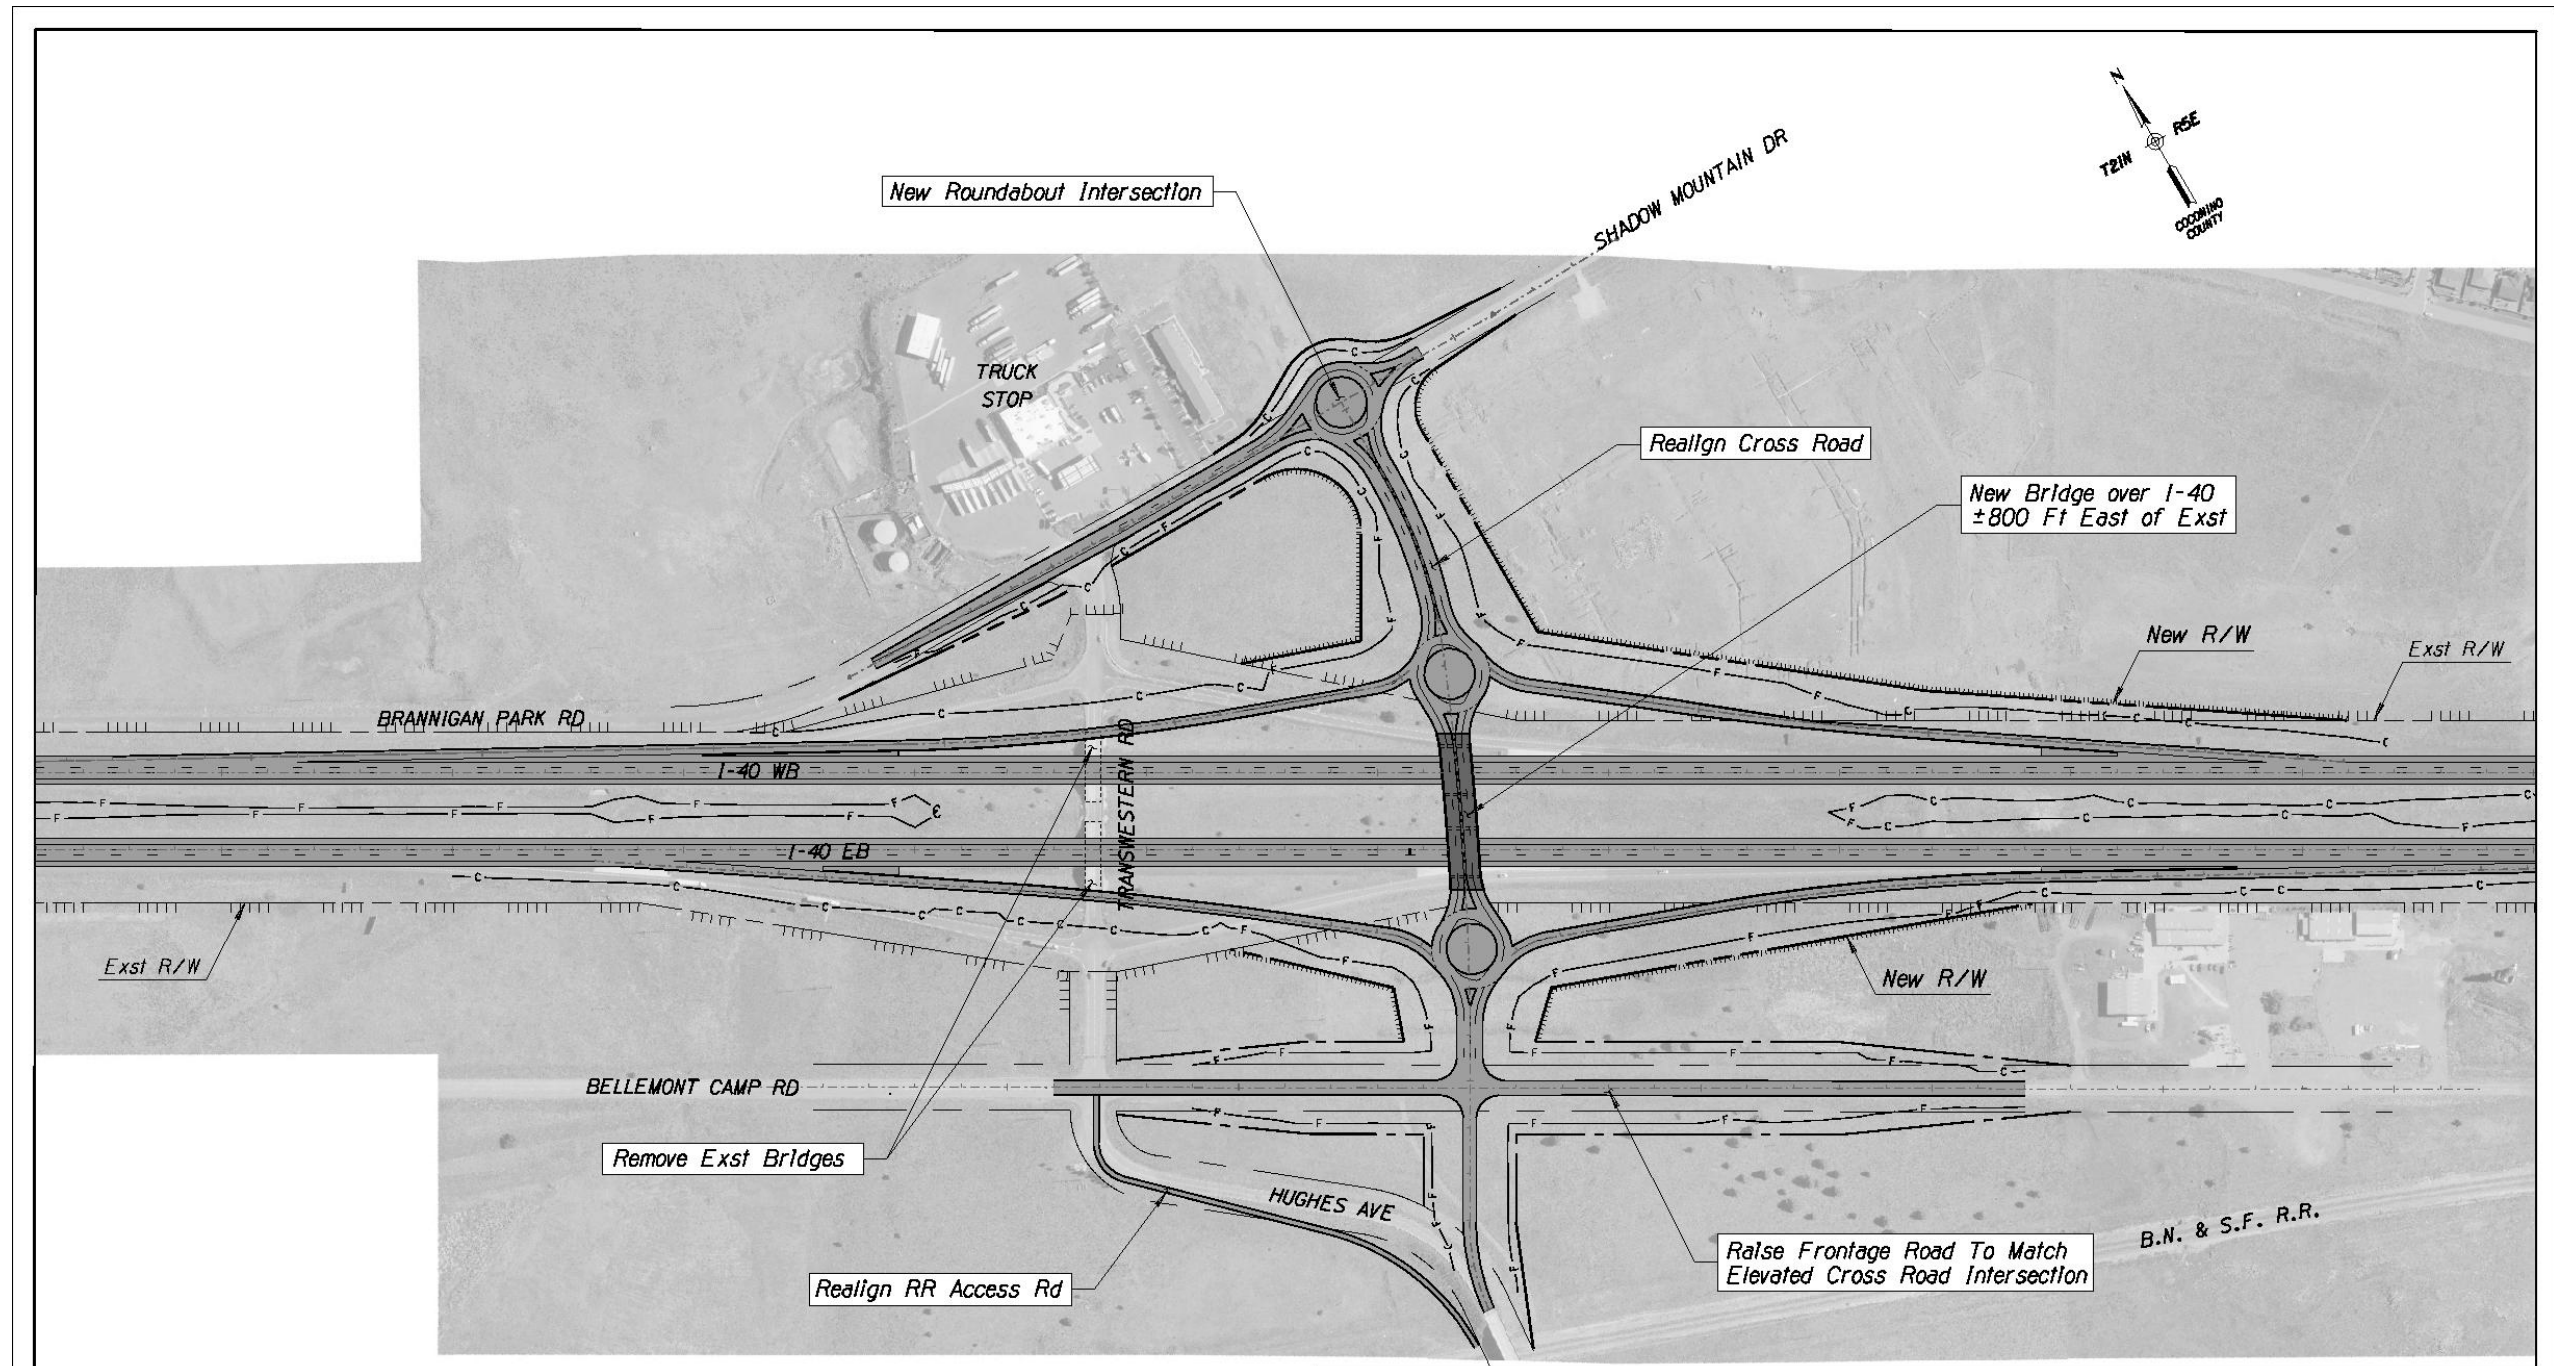 N
R5E
T21N
COCONINO
COUNTY
SHADOW MOUNTAIN DR
New Roundabout Intersection
TRUCK
STOP
Realign Cross Road
New Bridge over I-40
±800 Ft East of Exst
New R/W
Exst R/W
BRANNIGAN PARK RD
TRANSWESTERN RD
I-40 WB
I-40 EB
Exst R/W
New R/W
BELLEMONT CAMP RD
Remove Exst Bridges
HUGHES AVE
B.N. & S.F. R.R.
Raise Frontage Road To Match
Elevated Cross Road Intersection
Realign RR Access Rd